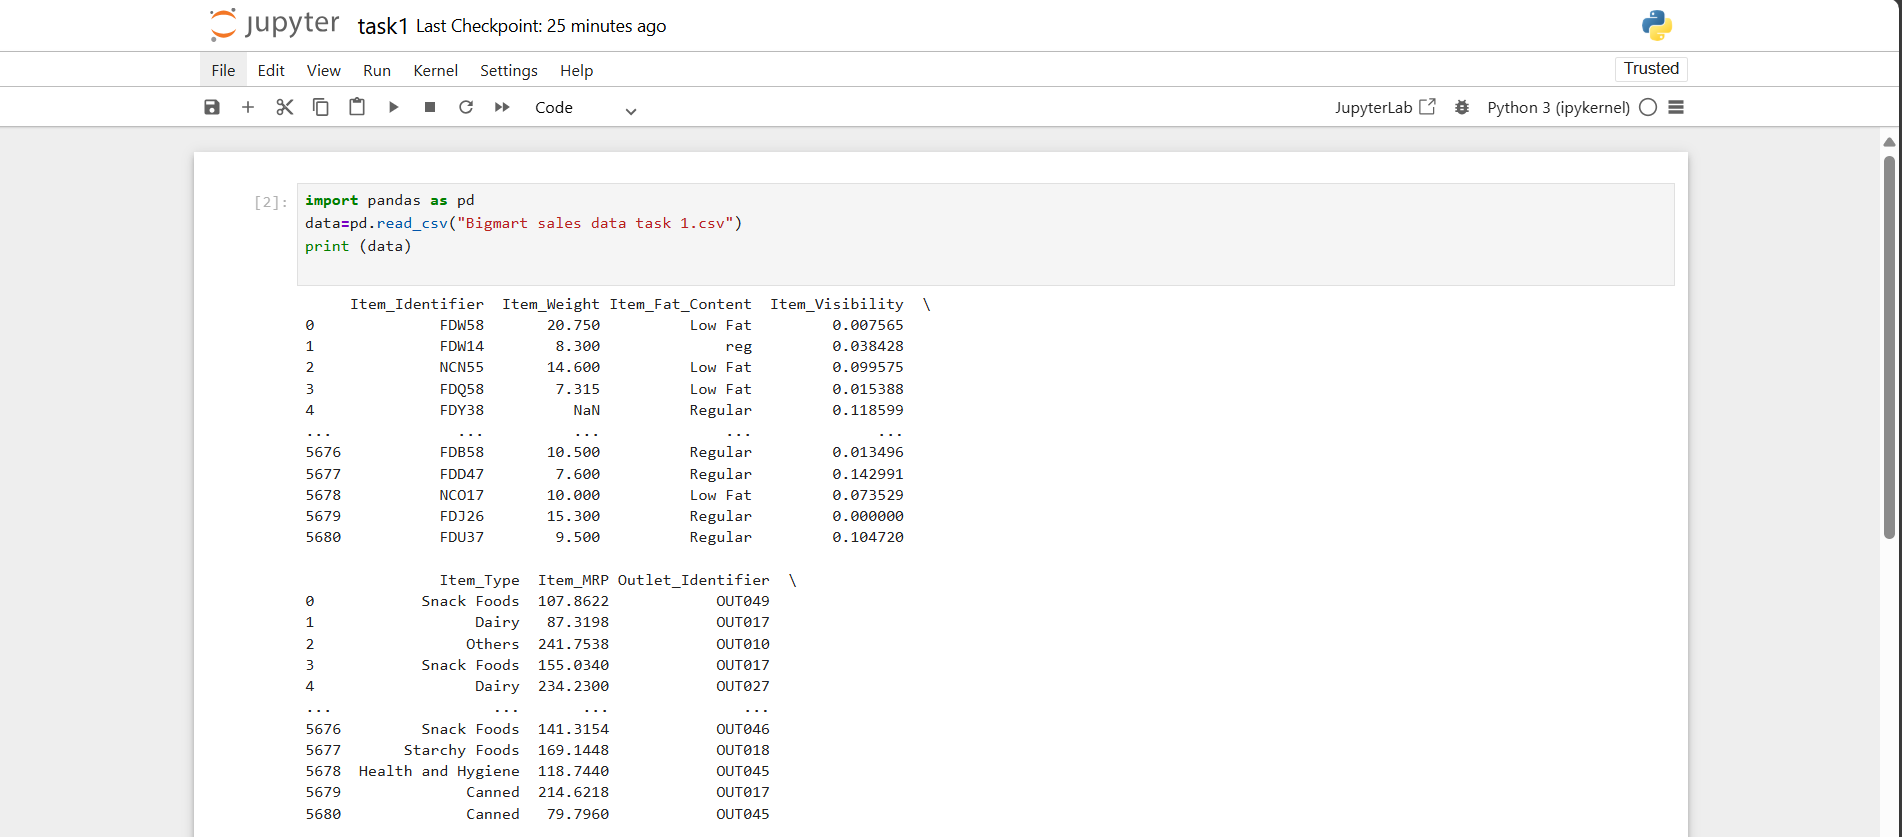 jupyter task1 Last Checkpoint: 25 minutes ago
File Edit View Run Kernel Settings Help Trusted
Code JupyterLab Python 3 (ipykernel)
[2]: import pandas as pd
data=pd.read_csv("Bigmart sales data task 1.csv")
print (data)
Item_Identifier Item_Weight Item_Fat_Content Item_Visibility \
0 FDW58 20.750 Low Fat 0.007565
1 FDW14 8.300 reg 0.038428
2 NCN55 14.600 Low Fat 0.099575
3 FDQ58 7.315 Low Fat 0.015388
4 FDY38 NaN Regular 0.118599
... ... ... ... ...
5676 FDB58 10.500 Regular 0.013496
5677 FDD47 7.600 Regular 0.142991
5678 NCO17 10.000 Low Fat 0.073529
5679 FDJ26 15.300 Regular 0.000000
5680 FDU37 9.500 Regular 0.104720
Item_Type Item_MRP Outlet_Identifier \
0 Snack Foods 107.8622 OUT049
1 Dairy 87.3198 OUT017
2 Others 241.7538 OUT010
3 Snack Foods 155.0340 OUT017
4 Dairy 234.2300 OUT027
... ... ... ...
5676 Snack Foods 141.3154 OUT046
5677 Starchy Foods 169.1448 OUT018
5678 Health and Hygiene 118.7440 OUT045
5679 Canned 214.6218 OUT017
5680 Canned 79.7960 OUT045